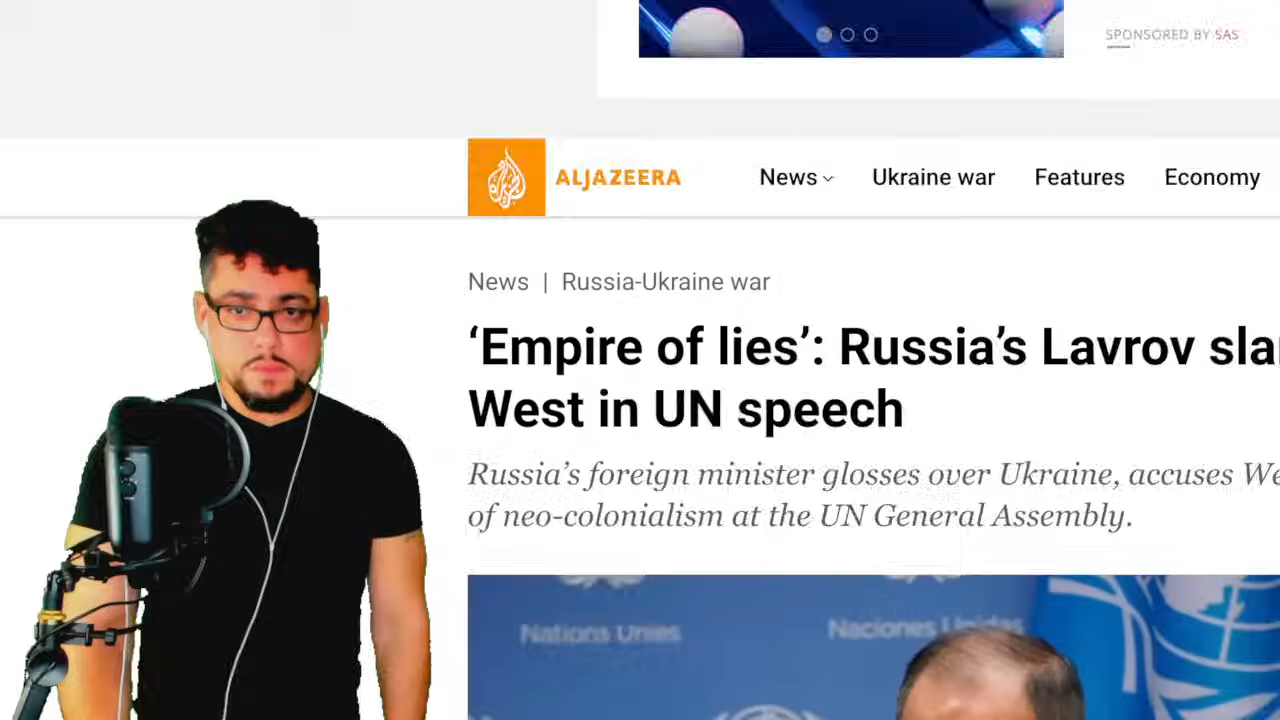 SPONSORED BY SAS
ALJAZEERA
News
Ukraine war
Features
Economy
News | Russia-Ukraine war
‘Empire of lies’: Russia’s Lavrov sla
West in UN speech
Russia’s foreign minister glosses over Ukraine, accuses We
of neo-colonialism at the UN General Assembly.
Nations Unies
Naciones Unidas